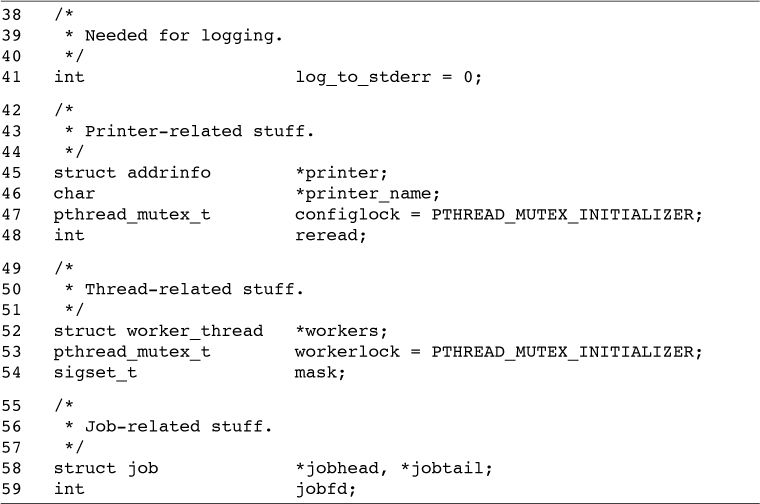 38 /*
39 * Needed for logging.
40 */
41 int log_to_stderr = 0;
42 /*
43 * Printer-related stuff.
44 */
45 struct addrinfo *printer;
46 char *printer_name;
47 pthread_mutex_t configlock = PTHREAD_MUTEX_INITIALIZER;
48 int reread;
49 /*
50 * Thread-related stuff.
51 */
52 struct worker_thread *workers;
53 pthread_mutex_t workerlock = PTHREAD_MUTEX_INITIALIZER;
54 sigset_t mask;
55 /*
56 * Job-related stuff.
57 */
58 struct job *jobhead, *jobtail;
59 int jobfd;